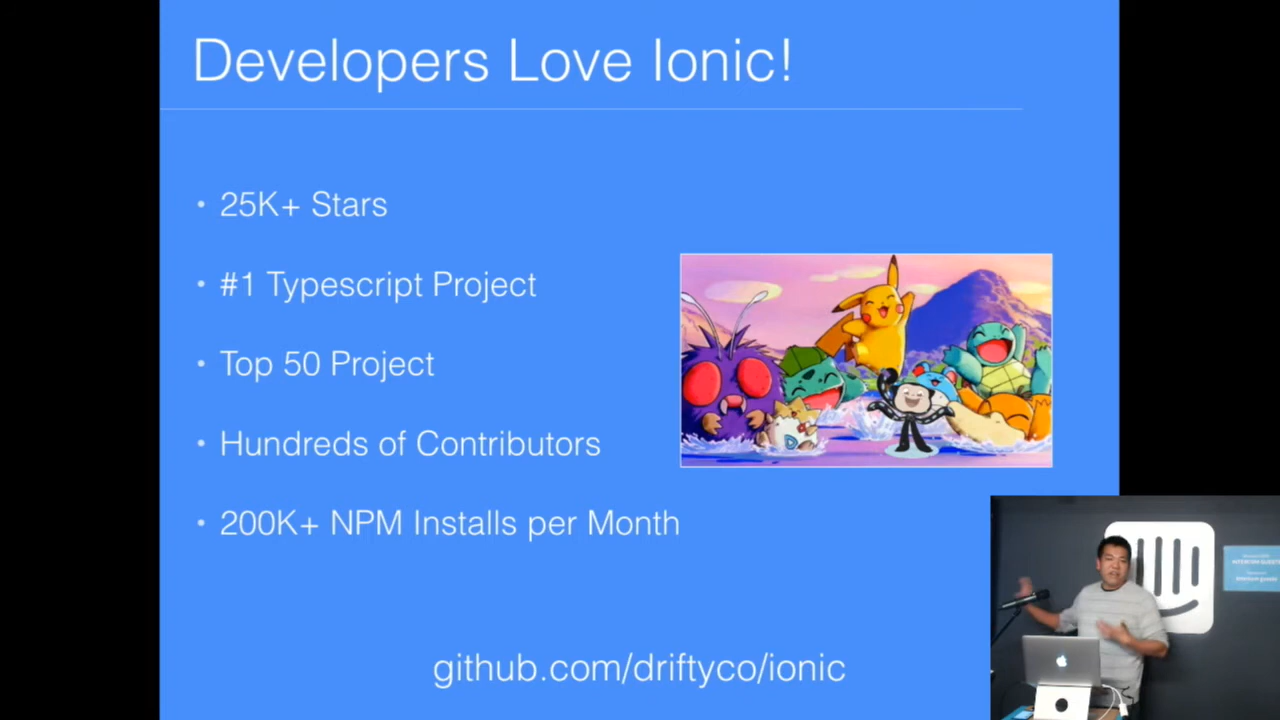 Developers Love Ionic!
• 25K+ Stars
• #1 Typescript Project
• Top 50 Project
• Hundreds of Contributors
• 200K+ NPM Installs per Month
github.com/driftyco/ionic